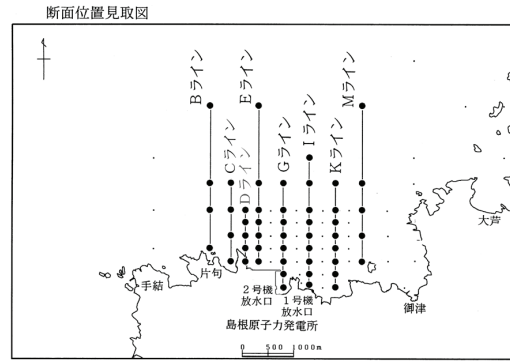 断面位置見取図
Bライン
Cライン
Dライン
Eライン
Gライン
Iライン
Kライン
Mライン
大芦
片句
手結
2号機
放水口
1号機
放水口
御津
島根原子力発電所
0 500 1000m